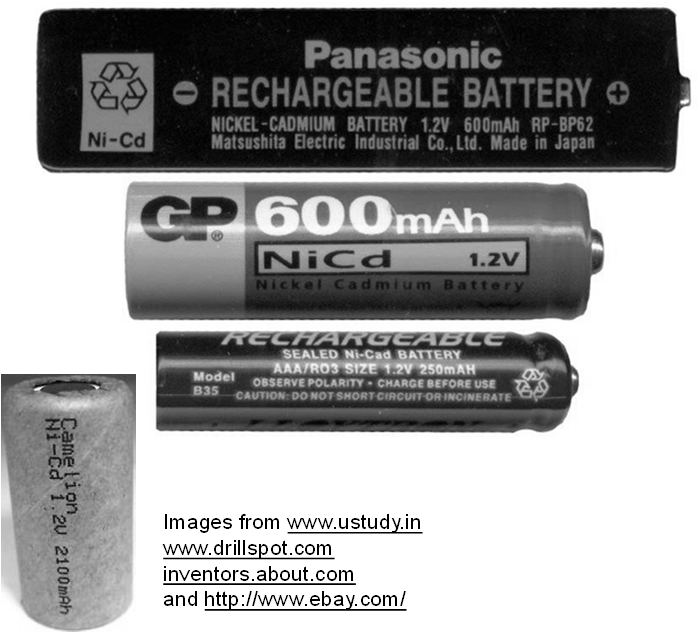 Panasonic
RECHARGEABLE BATTERY
NICKEL-CADMIUM BATTERY 1.2V 600mAh RP-BP62
Matsushita Electric Industrial Co., Ltd. Made in Japan
Ni-Cd
GP® 600mAh
NiCd 1.2V
Nickel Cadmium Battery
RECHARGEABLE
SEALED Ni-Cad BATTERY
AAA/RO3 SIZE 1.2V 250mAH
Model
B35
OBSERVE POLARITY - CHARGE BEFORE USE
CAUTION: DO NOT SHORT CIRCUIT OR INCINERATE
Camelion
Ni-Cd 1.2V 2100mAh
Images from www.ustudy.in
www.drillspot.com
inventors.about.com
and http://www.ebay.com/